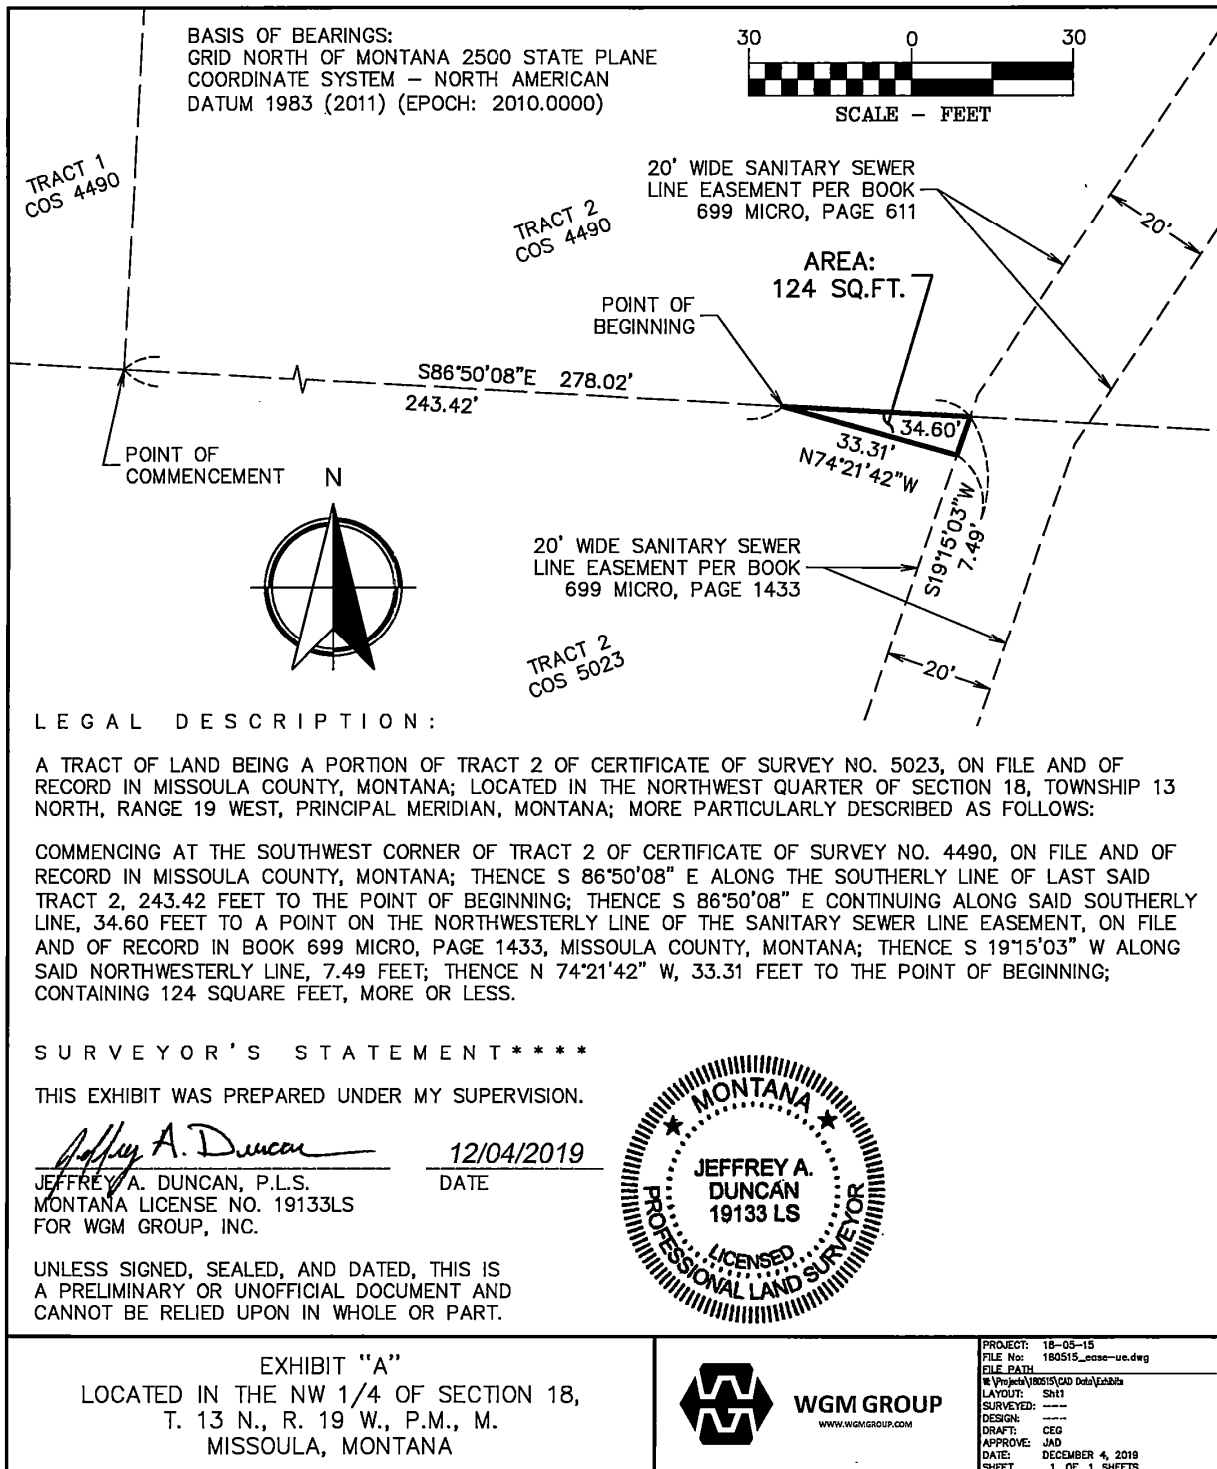 BASIS OF BEARINGS:
GRID NORTH OF MONTANA 2500 STATE PLANE
COORDINATE SYSTEM – NORTH AMERICAN
DATUM 1983 (2011) (EPOCH: 2010.0000)
30 0 30
SCALE – FEET
TRACT 1
COS 4490
TRACT 2
COS 4490
20' WIDE SANITARY SEWER
LINE EASEMENT PER BOOK
699 MICRO, PAGE 611
20'
AREA:
124 SQ.FT.
POINT OF
BEGINNING
S86°50'08"E 278.02'
243.42'
34.60'
33.31'
N74°21'42"W
POINT OF
COMMENCEMENT
N
S19°15'03"W
7.49'
20' WIDE SANITARY SEWER
LINE EASEMENT PER BOOK
699 MICRO, PAGE 1433
20'
TRACT 2
COS 5023
LEGAL DESCRIPTION:
A TRACT OF LAND BEING A PORTION OF TRACT 2 OF CERTIFICATE OF SURVEY NO. 5023, ON FILE AND OF
RECORD IN MISSOULA COUNTY, MONTANA; LOCATED IN THE NORTHWEST QUARTER OF SECTION 18, TOWNSHIP 13
NORTH, RANGE 19 WEST, PRINCIPAL MERIDIAN, MONTANA; MORE PARTICULARLY DESCRIBED AS FOLLOWS:
COMMENCING AT THE SOUTHWEST CORNER OF TRACT 2 OF CERTIFICATE OF SURVEY NO. 4490, ON FILE AND OF
RECORD IN MISSOULA COUNTY, MONTANA; THENCE S 86°50'08" E ALONG THE SOUTHERLY LINE OF LAST SAID
TRACT 2, 243.42 FEET TO THE POINT OF BEGINNING; THENCE S 86°50'08" E CONTINUING ALONG SAID SOUTHERLY
LINE, 34.60 FEET TO A POINT ON THE NORTHWESTERLY LINE OF THE SANITARY SEWER LINE EASEMENT, ON FILE
AND OF RECORD IN BOOK 699 MICRO, PAGE 1433, MISSOULA COUNTY, MONTANA; THENCE S 19°15'03" W ALONG
SAID NORTHWESTERLY LINE, 7.49 FEET; THENCE N 74°21'42" W, 33.31 FEET TO THE POINT OF BEGINNING;
CONTAINING 124 SQUARE FEET, MORE OR LESS.
SURVEYOR'S STATEMENT****
THIS EXHIBIT WAS PREPARED UNDER MY SUPERVISION.
Jeffrey A. Duncan 12/04/2019
JEFFREY A. DUNCAN, P.L.S. DATE
MONTANA LICENSE NO. 19133LS
FOR WGM GROUP, INC.
MONTANA
JEFFREY A.
DUNCAN
19133 LS
LICENSED
PROFESSIONAL LAND SURVEYOR
UNLESS SIGNED, SEALED, AND DATED, THIS IS
A PRELIMINARY OR UNOFFICIAL DOCUMENT AND
CANNOT BE RELIED UPON IN WHOLE OR PART.
EXHIBIT "A"
LOCATED IN THE NW 1/4 OF SECTION 18,
T. 13 N., R. 19 W., P.M., M.
MISSOULA, MONTANA
WGM GROUP
WWW.WGMGROUP.COM
PROJECT: 18-05-15
FILE No: 180515_ease-ue.dwg
FILE PATH
W:\Projects\180515\CAD Data\Exhibits
LAYOUT: Sht1
SURVEYED: ----
DESIGN: ----
DRAFT: CEG
APPROVE: JAD
DATE: DECEMBER 4, 2019
SHEET 1 OF 1 SHEETS